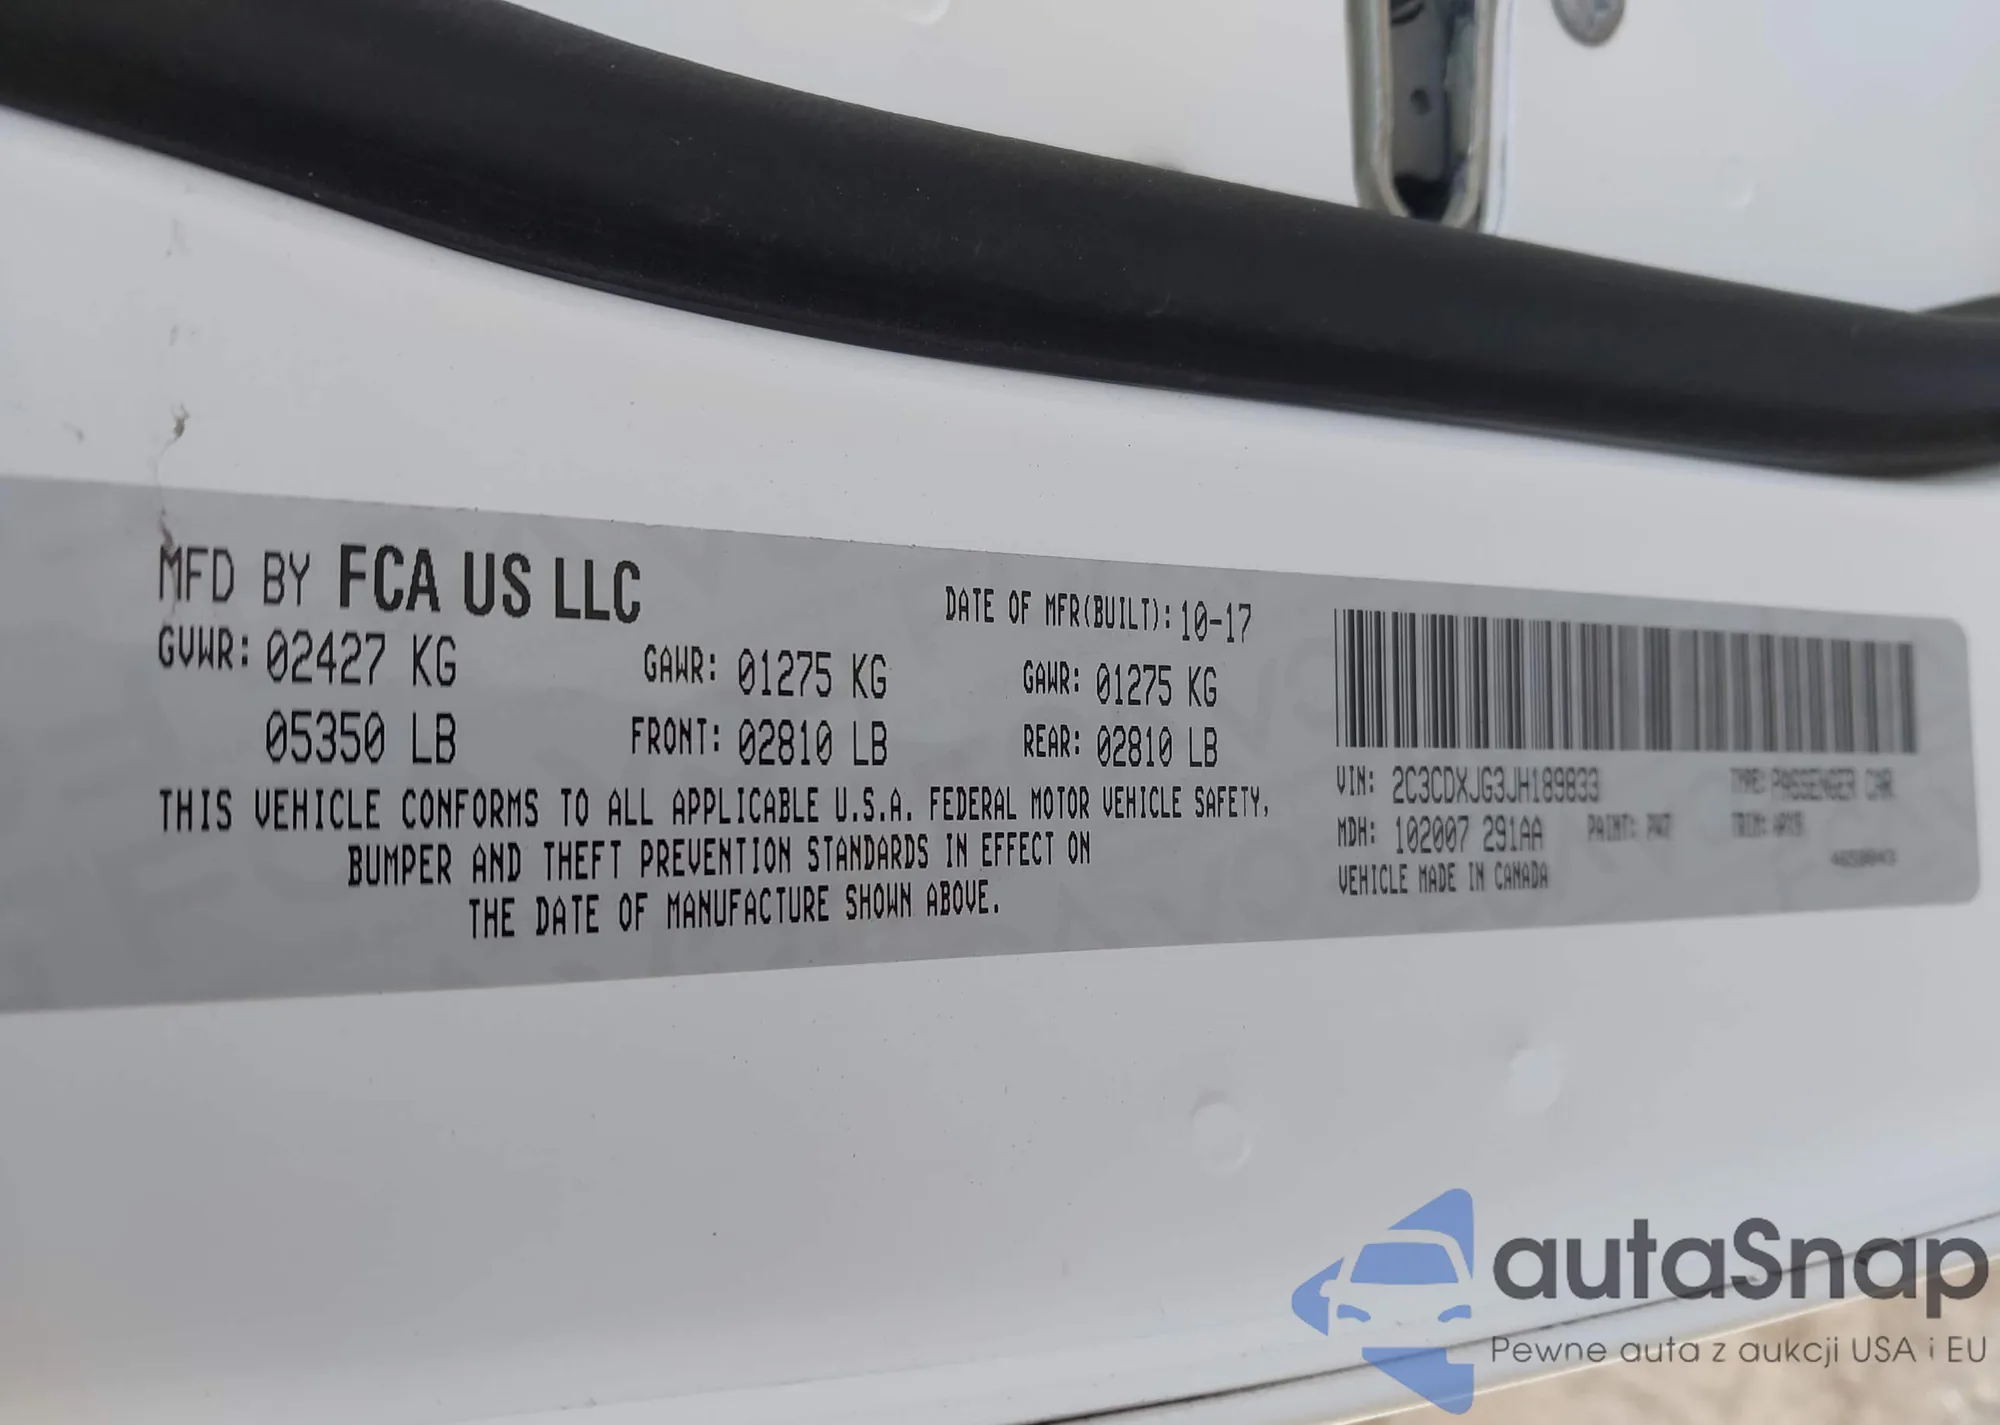 MFD BY FCA US LLC
DATE OF MFR(BUILT): 10-17
GVWR: 02427 KG GAWR: 01275 KG GAWR: 01275 KG
05350 LB FRONT: 02810 LB REAR: 02810 LB
THIS VEHICLE CONFORMS TO ALL APPLICABLE U.S.A. FEDERAL MOTOR VEHICLE SAFETY,
BUMPER AND THEFT PREVENTION STANDARDS IN EFFECT ON
THE DATE OF MANUFACTURE SHOWN ABOVE.
VIN: 2C3CDXJG3JH189833 TYPE: PASSENGER CAR
MDH: 102007 291AA PAINT: PW7 TRIM:
VEHICLE MADE IN CANADA
autaSnap
Pewne auta z aukcji USA i EU